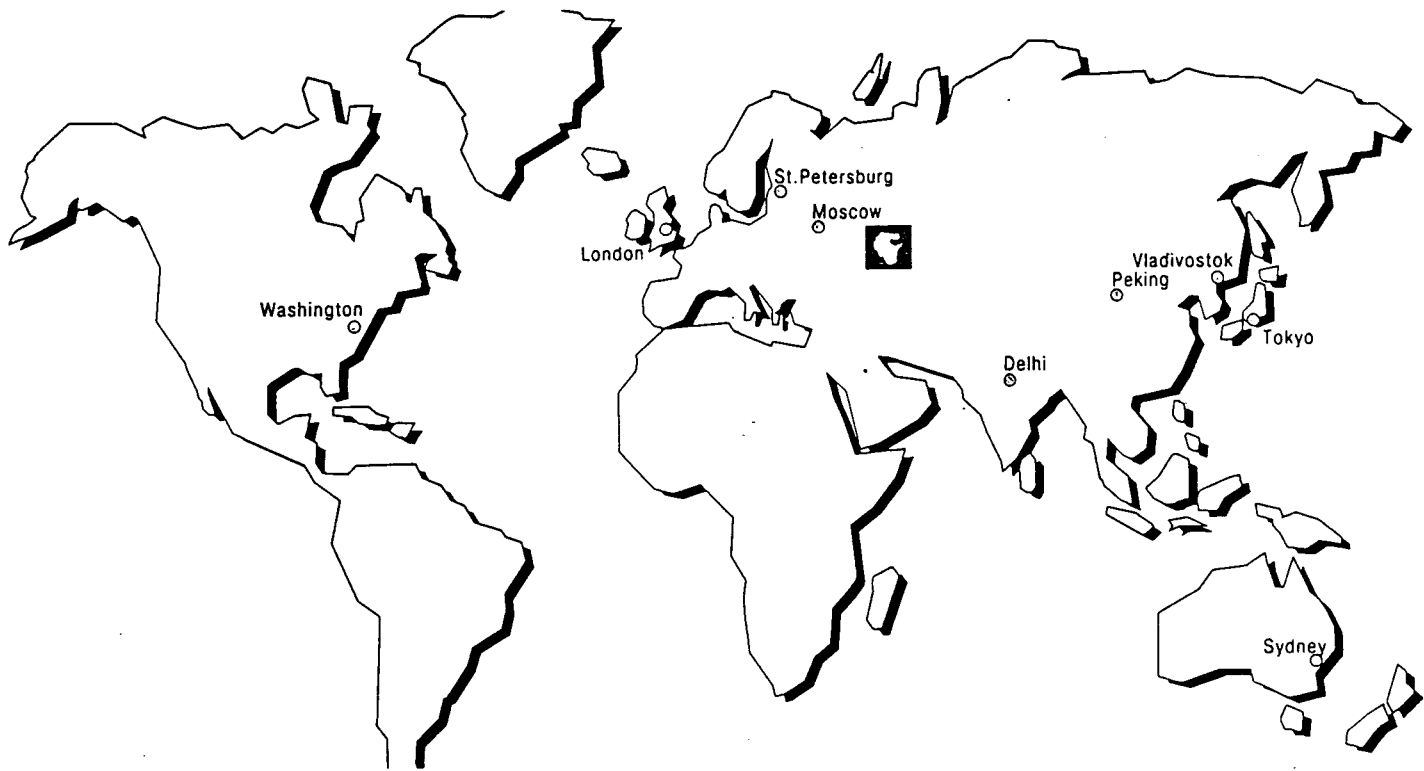 St.Petersburg
Moscow
London
Vladivostok
Peking
Washington
Tokyo
Delhi
Sydney